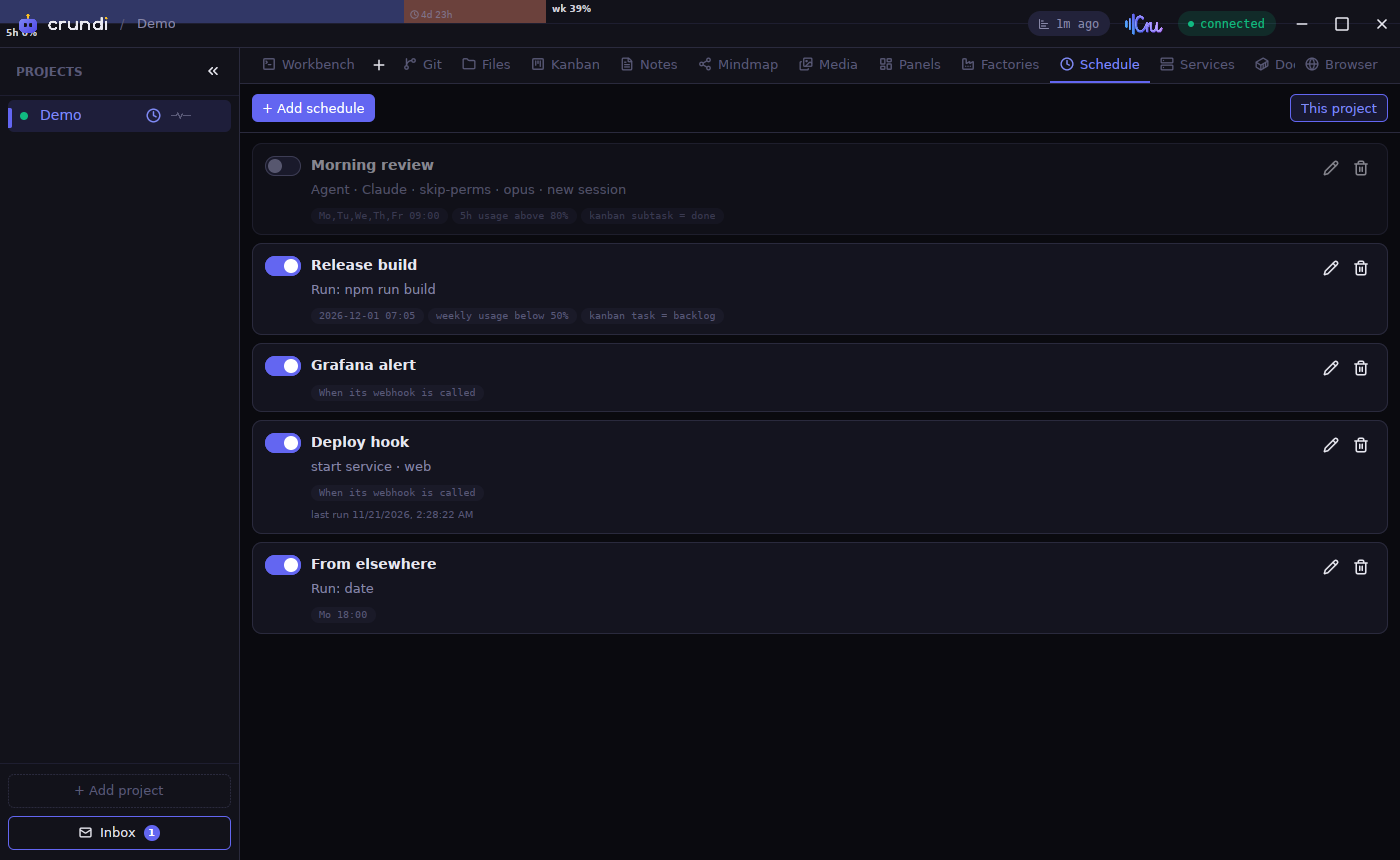 wk 39%
4d 23h
crundi / Demo
1m ago
Cru
connected
PROJECTS
Workbench
+
Git
Files
Kanban
Notes
Mindmap
Media
Panels
Factories
Schedule
Services
Browser
Demo
+ Add schedule
This project
Morning review
Agent · Claude · skip-perms · opus · new session
Mo,Tu,We,Th,Fr 09:00
5h usage above 80%
kanban subtask = done
Release build
Run: npm run build
2026-12-01 07:05
weekly usage below 50%
kanban task = backlog
Grafana alert
When its webhook is called
Deploy hook
start service · web
When its webhook is called
last run 11/21/2026, 2:28:22 AM
From elsewhere
Run: date
Mo 18:00
+ Add project
Inbox 1